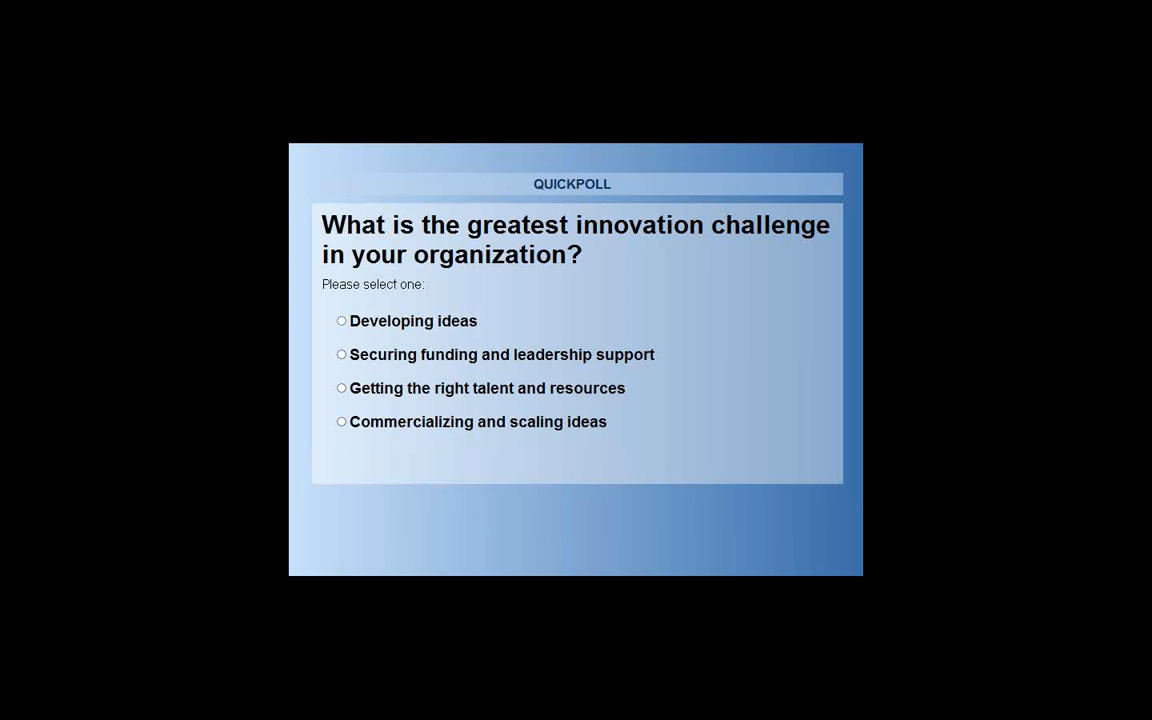 QUICKPOLL
What is the greatest innovation challenge
in your organization?
Please select one:
Developing ideas
Securing funding and leadership support
Getting the right talent and resources
Commercializing and scaling ideas